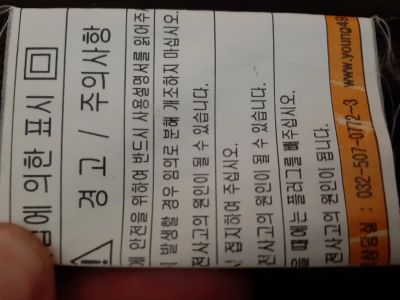 의한 표시
경고 / 주의사항
에 안전을 위하여 반드시 사용설명서를 읽어주
발생할 경우 임의로 분해 개조하지 마십시오.
전사고의 원인이 될 수 있습니다.
접지하여 주십시오.
전사고의 원인이 될 수 있습니다.
을 때에는 플러그를 빼주십시오.
전사고의 원인이 됩니다.
상담실 : 032-507-0772~3 www.young49